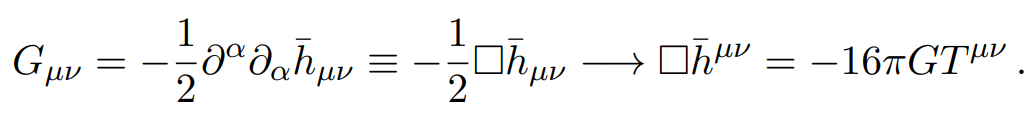 G_{\mu\nu} = -\frac{1}{2}\partial^{\alpha}\partial_{\alpha}\bar{h}_{\mu\nu} \equiv -\frac{1}{2}\Box\bar{h}_{\mu\nu} \longrightarrow \Box\bar{h}^{\mu\nu} = -16\pi G T^{\mu\nu} .